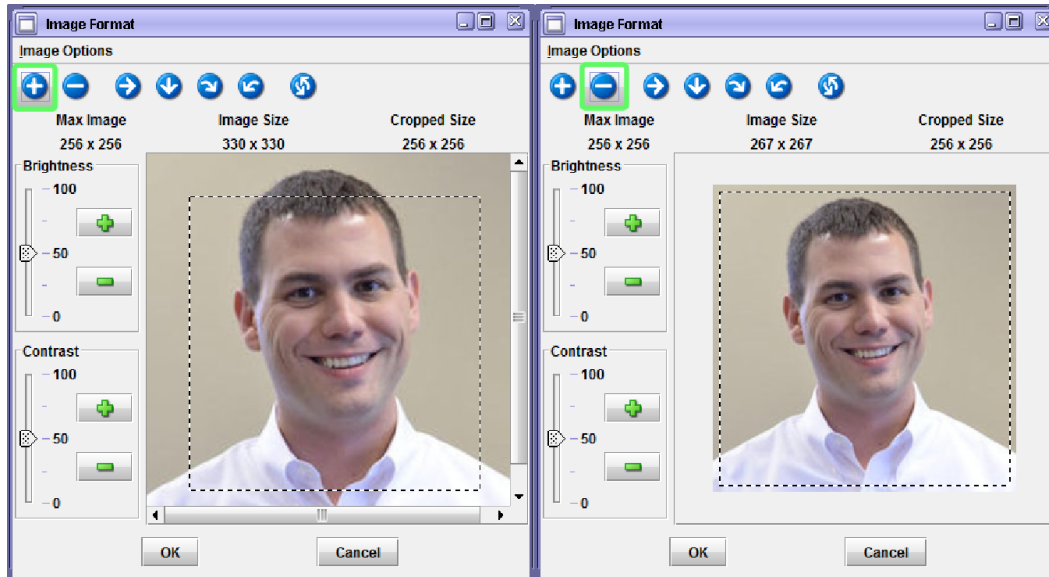 Image Format
Image Options
Max Image Image Size Cropped Size
256 x 256 330 x 330 256 x 256
Brightness
100
50
0
Contrast
100
50
0
OK Cancel
Image Format
Image Options
Max Image Image Size Cropped Size
256 x 256 267 x 267 256 x 256
Brightness
100
50
0
Contrast
100
50
0
OK Cancel